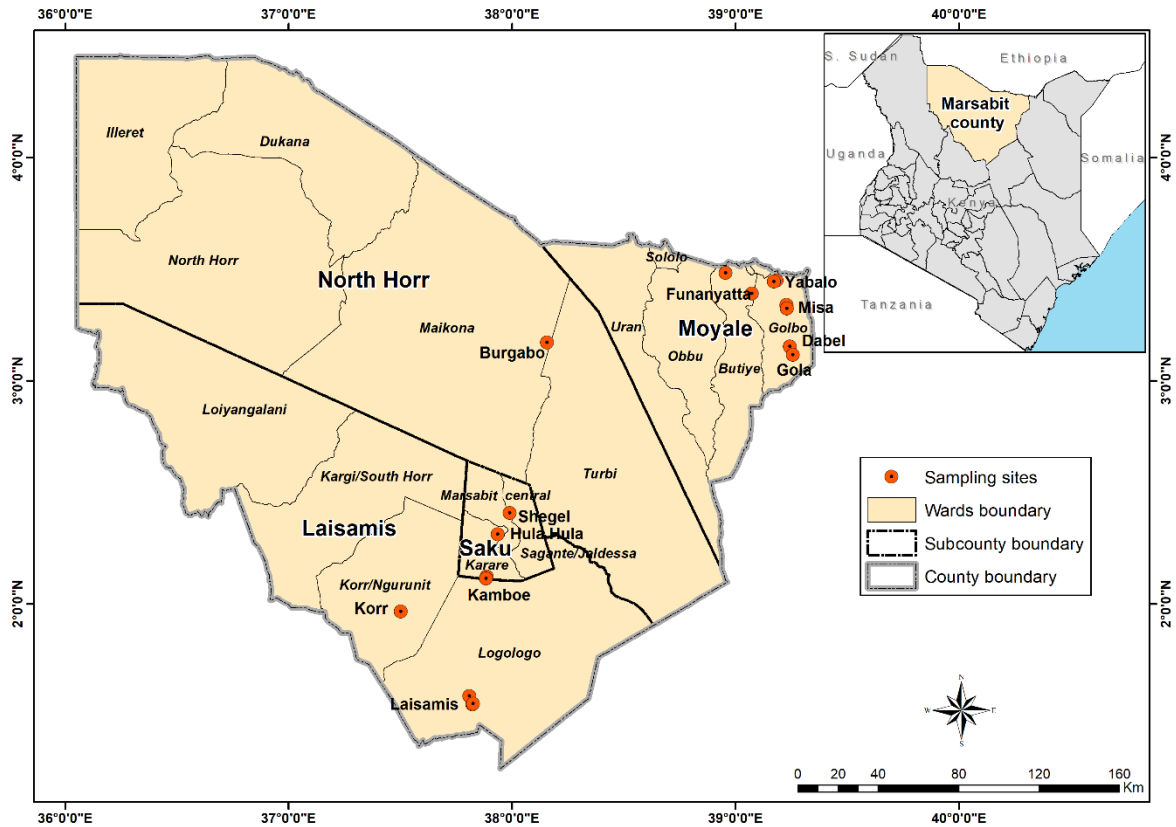 36°0'0"E 37°0'0"E 38°0'0"E 39°0'0"E 40°0'0"E
S. Sudan
Ethiopia
Marsabit
county
Uganda
Somalia
Kenya
Tanzania
4°0'0"N
4°0'0"N
Illeret
Dukana
North Horr
North Horr
Sololo
Yabalo
Funanyatta
Misa
Maikona
Uran
Moyale
Golbo
Burgabo
Dabel
Obbu
Butiye
Gola
3°0'0"N
3°0'0"N
Loiyangalani
Kargi/South Horr
Turbi
Marsabit central
Shegel
Laisamis
Hula Hula
Saku
Sagante/Jaldessa
Karare
Korr/Ngurunit
Kamboe
Korr
2°0'0"N
2°0'0"N
Logologo
Laisamis
Sampling sites
Wards boundary
Subcounty boundary
County boundary
N
W E
S
0 20 40 80 120 160
Km
36°0'0"E 37°0'0"E 38°0'0"E 39°0'0"E 40°0'0"E